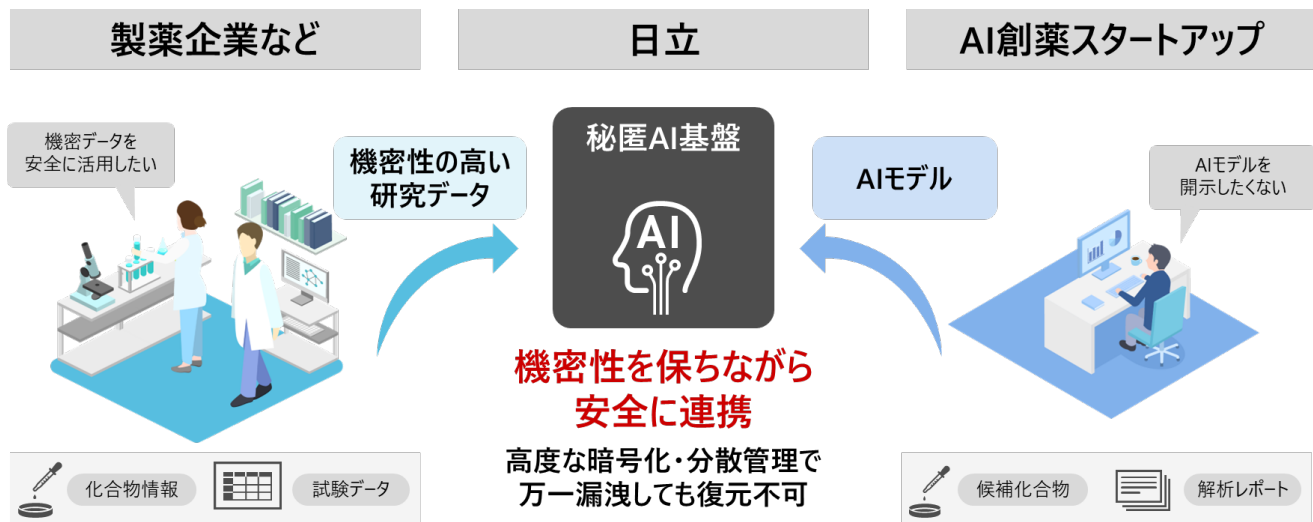 製薬企業など
日立
AI創薬スタートアップ
機密データを
安全に活用したい
機密性の高い
研究データ
秘匿AI基盤
AI
AIモデル
AIモデルを
開示したくない
機密性を保ちながら
安全に連携
高度な暗号化・分散管理で
万一漏洩しても復元不可
化合物情報
試験データ
候補化合物
解析レポート